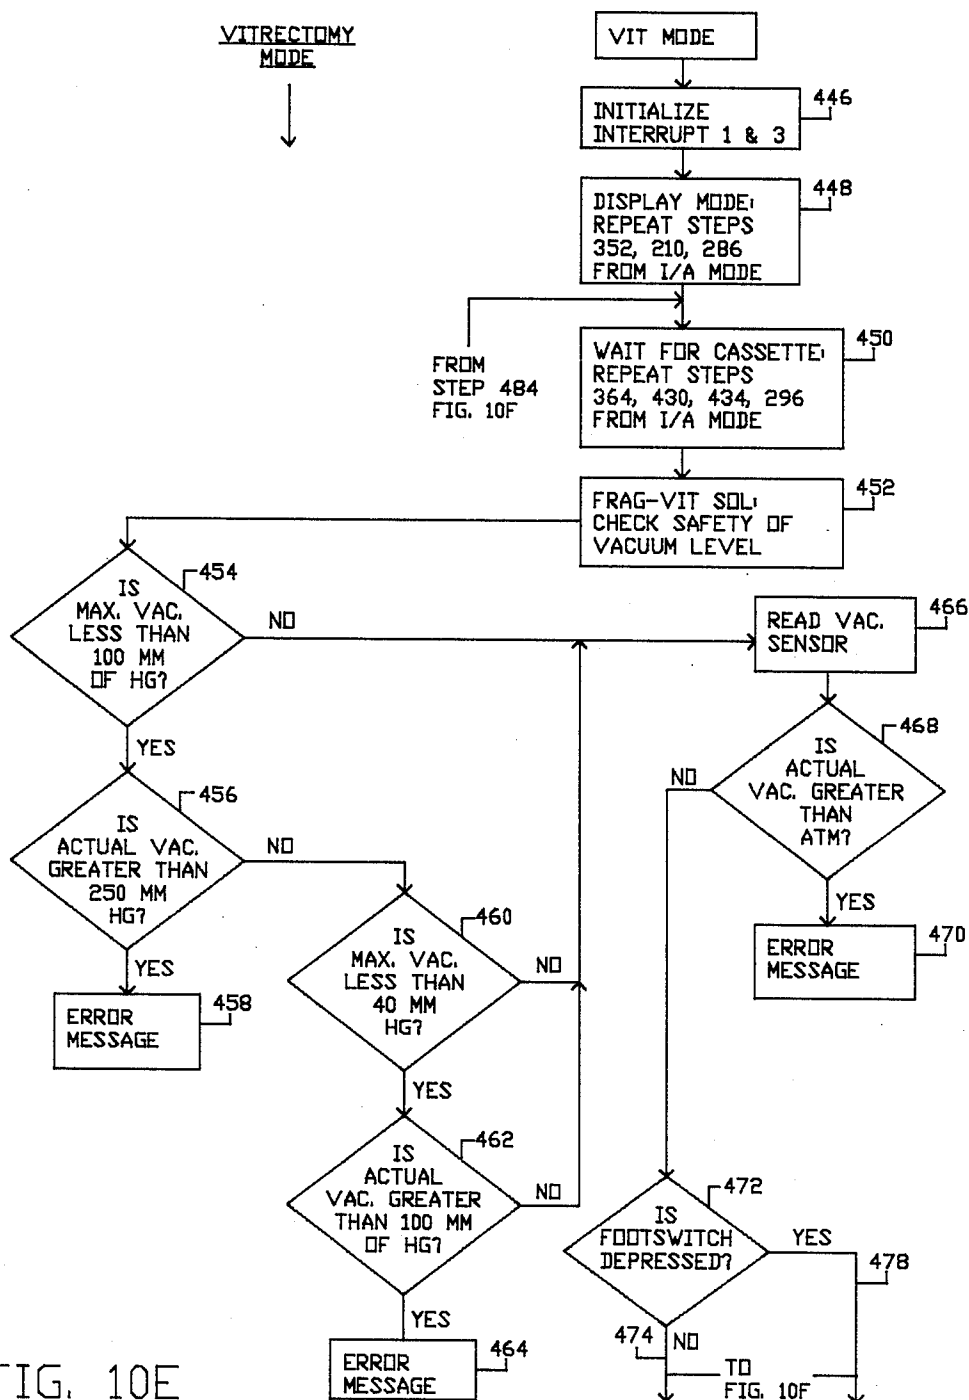 VITRECTOMY
MODE
VIT MODE
446
INITIALIZE
INTERRUPT 1 & 3
448
DISPLAY MODE:
REPEAT STEPS
352, 210, 286
FROM I/A MODE
FROM
STEP 484
FIG. 10F
450
WAIT FOR CASSETTE:
REPEAT STEPS
364, 430, 434, 296
FROM I/A MODE
452
FRAG-VIT SOL:
CHECK SAFETY OF
VACUUM LEVEL
454
IS
MAX. VAC.
LESS THAN
100 MM
OF HG?
NO
YES
466
READ VAC.
SENSOR
468
IS
ACTUAL
VAC. GREATER
THAN
ATM?
NO
YES
470
ERROR
MESSAGE
456
IS
ACTUAL VAC.
GREATER THAN
250 MM
HG?
NO
YES
458
ERROR
MESSAGE
460
IS
MAX. VAC.
LESS THAN
40 MM
HG?
NO
YES
462
IS
ACTUAL
VAC. GREATER
THAN 100 MM
OF HG?
NO
YES
464
ERROR
MESSAGE
472
IS
FOOTSWITCH
DEPRESSED?
YES
478
474
NO
TO
FIG. 10F
FIG. 10E